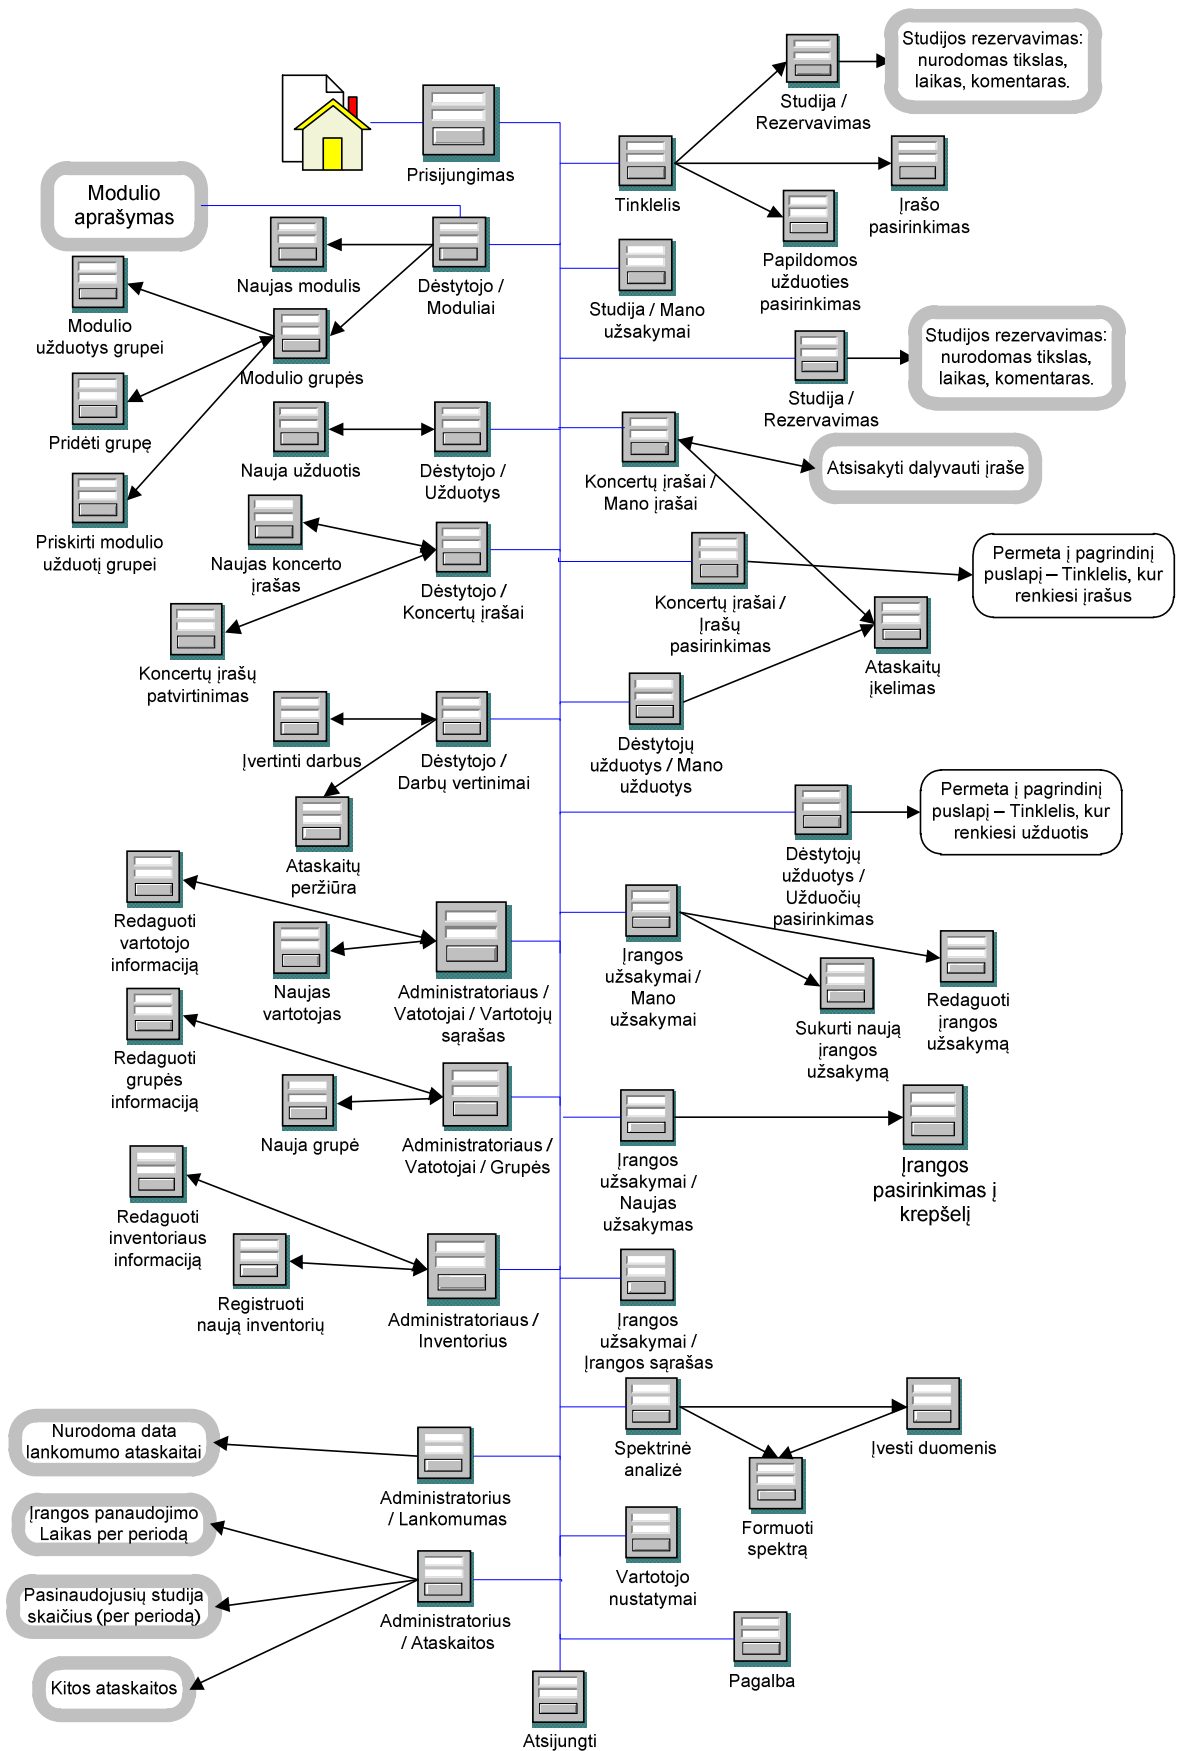 Studijos rezervavimas:
nurodomas tikslas,
laikas, komentaras.
Studija /
Rezervavimas
Prisijungimas
Tinklelis
Įrašo
pasirinkimas
Modulio
aprašymas
Papildomos
užduoties
pasirinkimas
Naujas modulis
Dėstytojo /
Moduliai
Studija / Mano
užsakymai
Modulio
užduotys grupei
Modulio grupės
Studijos rezervavimas:
nurodomas tikslas,
laikas, komentaras.
Studija /
Rezervavimas
Pridėti grupę
Nauja užduotis
Dėstytojo /
Užduotys
Koncertų įrašai /
Mano įrašai
Atsisakyti dalyvauti įraše
Priskirti modulio
užduotį grupei
Naujas koncerto
įrašas
Dėstytojo /
Koncertų įrašai
Koncertų įrašai /
Įrašų
pasirinkimas
Permeta į pagrindinį
puslapį – Tinklelis, kur
renkiesi įrašus
Koncertų įrašų
patvirtinimas
Ataskaitų
įkelimas
Įvertinti darbus
Dėstytojo /
Darbų vertinimai
Dėstytojų
užduotys / Mano
užduotys
Ataskaitų
peržiūra
Permeta į pagrindinį
puslapį – Tinklelis, kur
renkiesi užduotis
Dėstytojų
užduotys /
Užduočių
pasirinkimas
Redaguoti
vartotojo
informaciją
Naujas
vartotojas
Administratoriaus /
Vatotojai / Vartotojų
sąrašas
Įrangos
užsakymai /
Mano
užsakymai
Sukurti naują
įrangos
užsakymą
Redaguoti
įrangos
užsakymą
Redaguoti
grupės
informaciją
Nauja grupė
Administratoriaus /
Vatotojai / Grupės
Įrangos
užsakymai /
Naujas
užsakymas
Įrangos
pasirinkimas į
krepšelį
Redaguoti
inventoriaus
informaciją
Registruoti
naują inventorių
Administratoriaus /
Inventorius
Įrangos
užsakymai /
Įrangos sąrašas
Nurodoma data
lankomumo ataskaitai
Administratorius
/ Lankomumas
Spektrinė
analizė
Įvesti duomenis
Formuoti
spektrą
Įrangos panaudojimo
Laikas per periodą
Pasinaudojusių studija
skaičius (per periodą)
Kitos ataskaitos
Administratorius
/ Ataskaitos
Vartotojo
nustatymai
Pagalba
Atsijungti